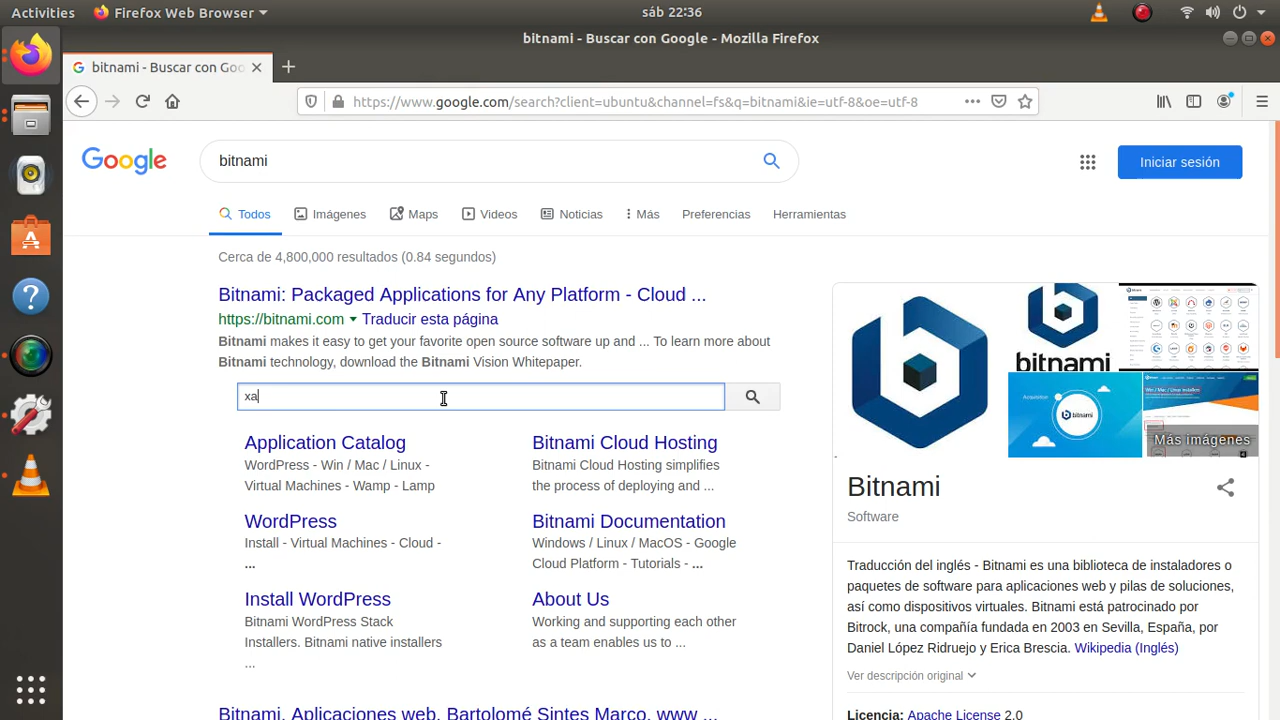 Activities Firefox Web Browser sáb 22:36
bitnami - Buscar con Google - Mozilla Firefox
bitnami - Buscar con Goo
https://www.google.com/search?client=ubuntu&channel=fs&q=bitnami&ie=utf-8&oe=utf-8
Google bitnami Iniciar sesión
Todos Imágenes Maps Videos Noticias Más Preferencias Herramientas
Cerca de 4,800,000 resultados (0.84 segundos)
Bitnami: Packaged Applications for Any Platform - Cloud ...
https://bitnami.com Traducir esta página
Bitnami makes it easy to get your favorite open source software up and ... To learn more about
Bitnami technology, download the Bitnami Vision Whitepaper.
xa
Application Catalog
WordPress - Win / Mac / Linux -
Virtual Machines - Wamp - Lamp
Bitnami Cloud Hosting
Bitnami Cloud Hosting simplifies
the process of deploying and ...
WordPress
Install - Virtual Machines - Cloud -
...
Bitnami Documentation
Windows / Linux / MacOS - Google
Cloud Platform - Tutorials - ...
Install WordPress
Bitnami WordPress Stack
Installers. Bitnami native installers
...
About Us
Working and supporting each other
as a team enables us to ...
Bitnami. Aplicaciones web. Bartolomé Sintes Marco. www ...
bitnami
bitnami
Más imágenes
Bitnami
Software
Traducción del inglés - Bitnami es una biblioteca de instaladores o
paquetes de software para aplicaciones web y pilas de soluciones,
así como dispositivos virtuales. Bitnami está patrocinado por
Bitrock, una compañía fundada en 2003 en Sevilla, España, por
Daniel López Ridruejo y Erica Brescia. Wikipedia (Inglés)
Ver descripción original
Licencia: Apache License 2.0